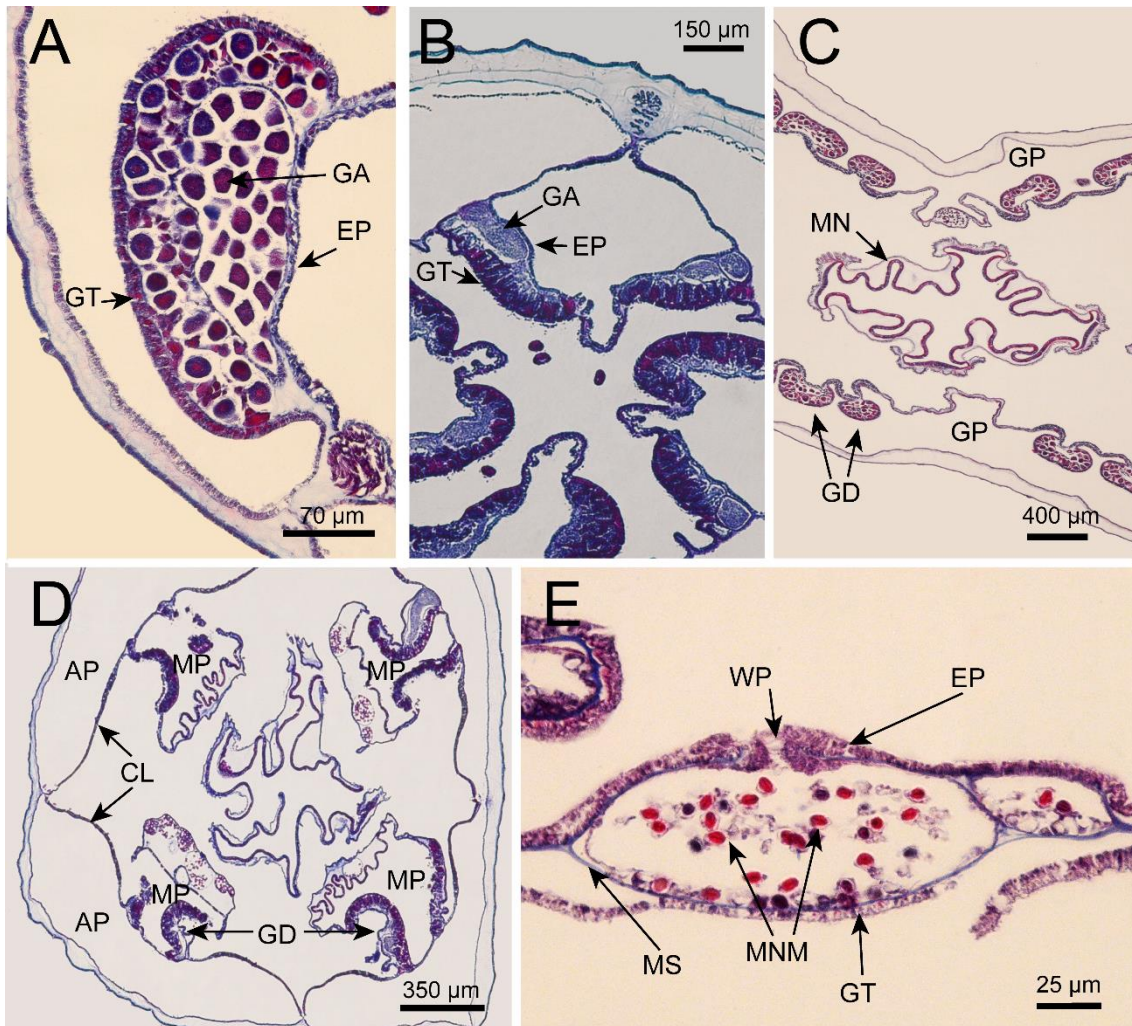 A
GA
EP
GT
70 µm
B
150 µm
GA
EP
GT
C
GP
MN
GP
GD
400 µm
D
AP
MP
MP
CL
MP
MP
AP
GD
350 µm
E
WP
EP
MS
MNM
GT
25 µm